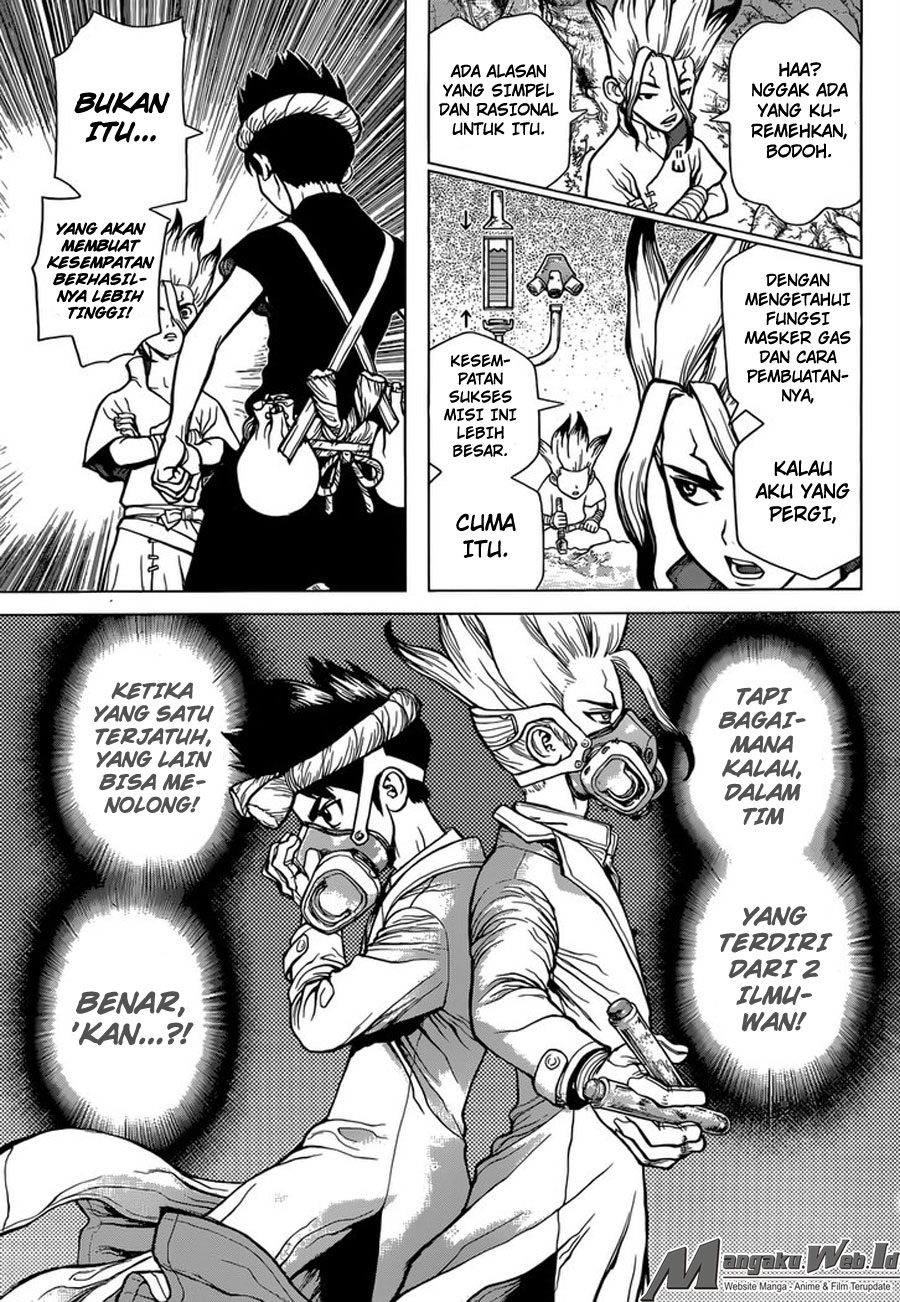 HAA?
NGGAK ADA
YANG KU-
REMEHKAN,
BODOH.
ADA ALASAN
YANG SIMPEL
DAN RASIONAL
UNTUK ITU.
DENGAN
MENGETAHUI
FUNGSI
MASKER GAS
DAN CARA
PEMBUATAN-
NYA,
KALAU
AKU YANG
PERGI,
KESEM-
PATAN
SUKSES
MISI INI
LEBIH
BESAR.
CUMA
ITU.
BUKAN
ITU...
YANG AKAN
MEMBUAT
KESEMPATAN
BERHASIL-
NYA LEBIH
TINGGI!
TAPI
BAGAI-
MANA
KALAU,
DALAM
TIM
YANG
TERDIRI
DARI 2
ILMU-
WAN!
KETIKA
YANG SATU
TERJATUH,
YANG LAIN
BISA ME-
NOLONG!
BENAR,
'KAN...?!
Mangaku.Web.Id
Website Manga - Anime & Film Terupdate